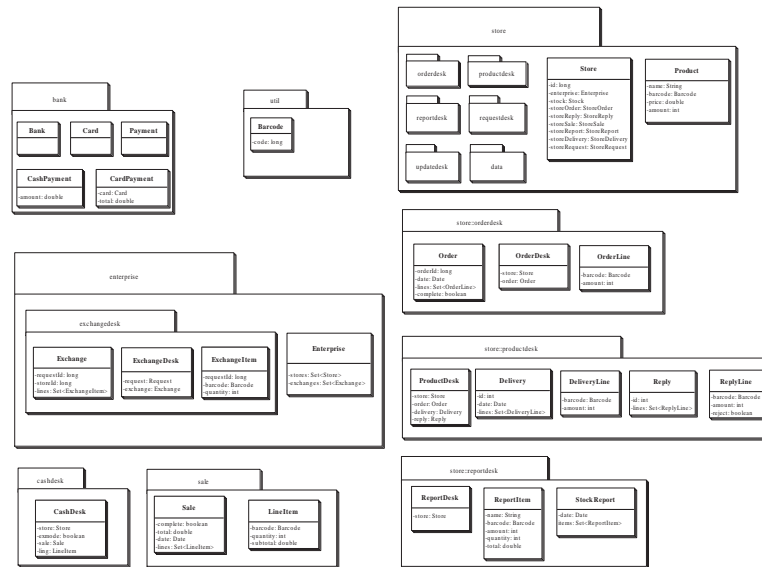 bank
Bank
Card
Payment
CashPayment
-amount: double
CardPayment
-card: Card
-total: double
util
Barcode
-code: long
store
orderdesk
productdesk
reportdesk
requestdesk
updatedesk
data
Store
-id: long
-enterprise: Enterprise
-stock: Stock
-storeOrder: StoreOrder
-storeReply: StoreReply
-storeSale: StoreSale
-storeReport: StoreReport
-storeDelivery: StoreDelivery
-storeRequest: StoreRequest
Product
-name: String
-barcode: Barcode
-price: double
-amount: int
store::orderdesk
Order
-orderId: long
-date: Date
-lines: Set<OrderLine>
-complete: boolean
OrderDesk
-store: Store
-order: Order
OrderLine
-barcode: Barcode
-amount: int
enterprise
exchangedesk
Exchange
-requestId: long
-storeId: long
-lines: Set<ExchangeItem>
ExchangeDesk
-request: Request
-exchange: Exchange
ExchangeItem
-requestId: long
-barcode: Barcode
-quantity: int
Enterprise
-stores: Set<Store>
-exchanges: Set<Exchange>
store::productdesk
ProductDesk
-store: Store
-order: Order
-delivery: Delivery
-reply: Reply
Delivery
-id: int
-date: Date
-lines: Set<DeliveryLine>
DeliveryLine
-barcode: Barcode
-amount: int
Reply
-id: int
-lines: Set<ReplyLine>
ReplyLine
-barcode: Barcode
-amount: int
-reject: boolean
cashdesk
CashDesk
-store: Store
-exmode: boolean
-sale: Sale
-ling: LineItem
sale
Sale
-complete: boolean
-total: double
-date: Date
-lines: Set<LineItem>
LineItem
-barcode: Barcode
-quantity: int
-subtotal: double
store::reportdesk
ReportDesk
-store: Store
ReportItem
-name: String
-barcode: Barcode
-amount: int
-quantity: int
-total: double
StockReport
-date: Date
items: Set<ReportItem>